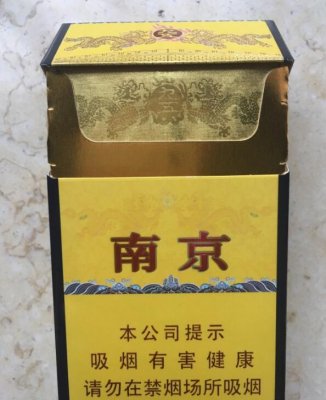 南京
本公司提示
吸烟有害健康
请勿在禁烟场所吸烟